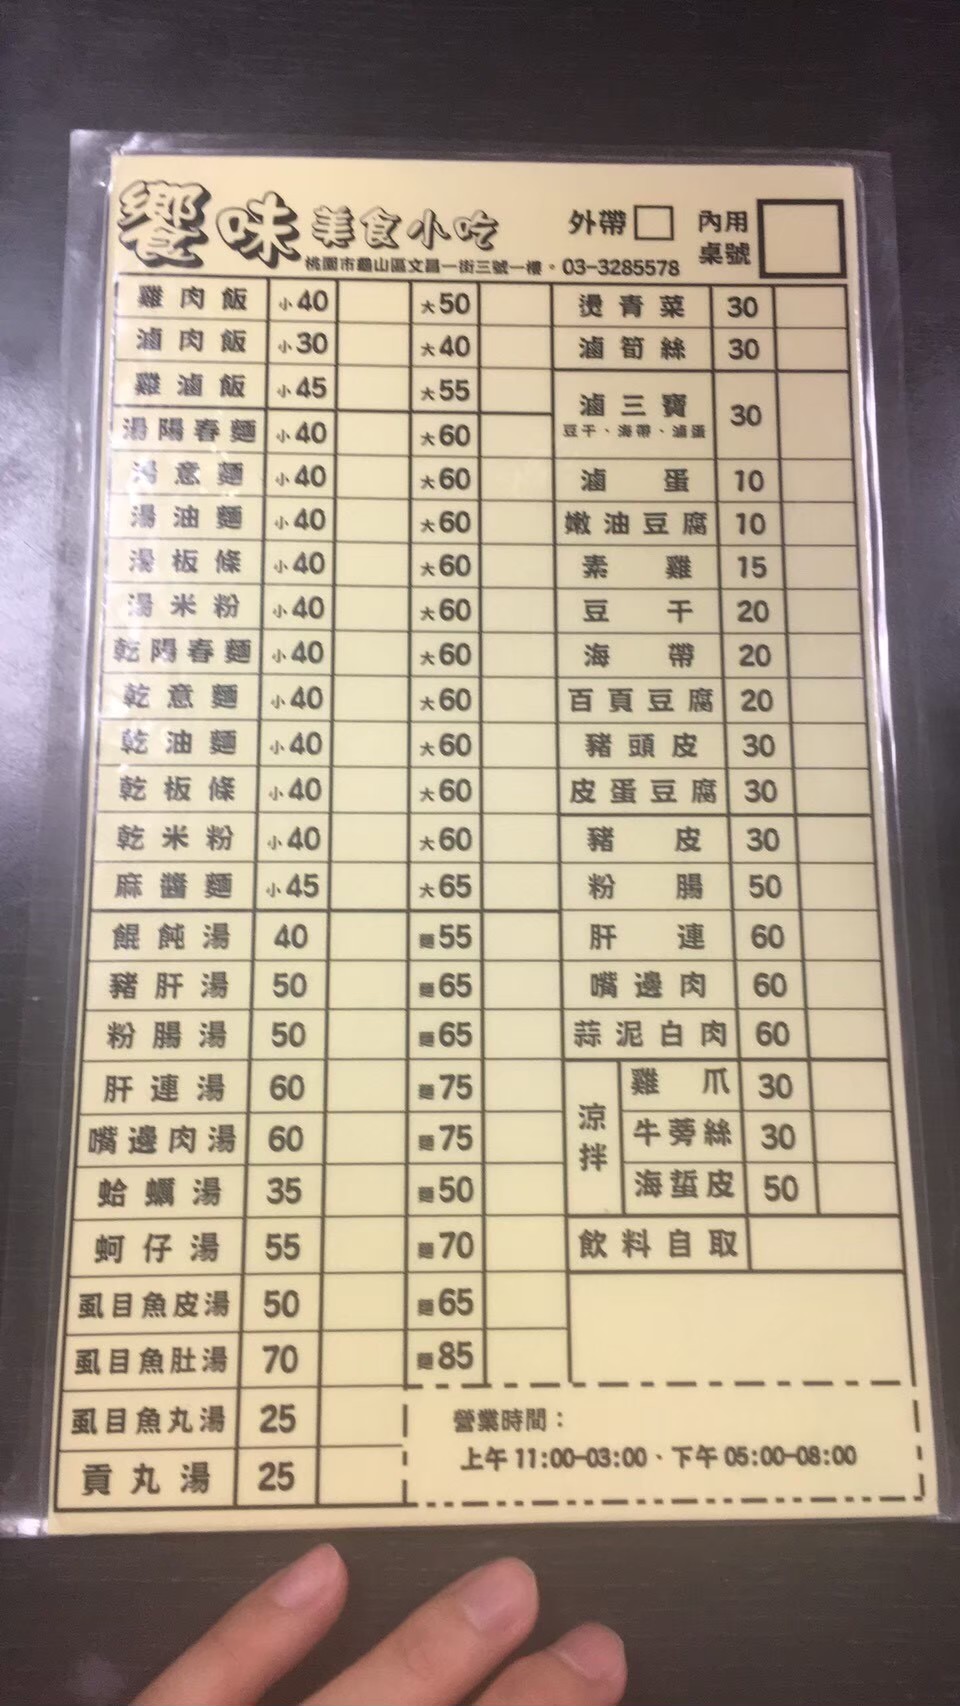 饗味美食小吃 外帶 內用
桌號
桃園市龜山區文昌一街三號一樓。03-3285578
雞肉飯 小40 大50 燙青菜 30
滷肉飯 小30 大40 滷筍絲 30
雞滷飯 小45 大55 滷三寶 30
豆干、海帶、滷蛋
湯陽春麵 小40 大60
湯意麵 小40 大60 滷蛋 10
湯油麵 小40 大60 嫩油豆腐 10
湯板條 小40 大60 素雞 15
湯米粉 小40 大60 豆干 20
乾陽春麵 小40 大60 海帶 20
乾意麵 小40 大60 百頁豆腐 20
乾油麵 小40 大60 豬頭皮 30
乾板條 小40 大60 皮蛋豆腐 30
乾米粉 小40 大60 豬皮 30
麻醬麵 小45 大65 粉腸 50
餛飩湯 40 麵55 肝連 60
豬肝湯 50 麵65 嘴邊肉 60
粉腸湯 50 麵65 蒜泥白肉 60
肝連湯 60 麵75 涼拌 雞爪 30
嘴邊肉湯 60 麵75 牛蒡絲 30
蛤蠣湯 35 麵50 海蜇皮 50
蚵仔湯 55 麵70 飲料自取
虱目魚皮湯 50 麵65
虱目魚肚湯 70 麵85
虱目魚丸湯 25
貢丸湯 25
營業時間：
上午11:00-03:00、下午05:00-08:00